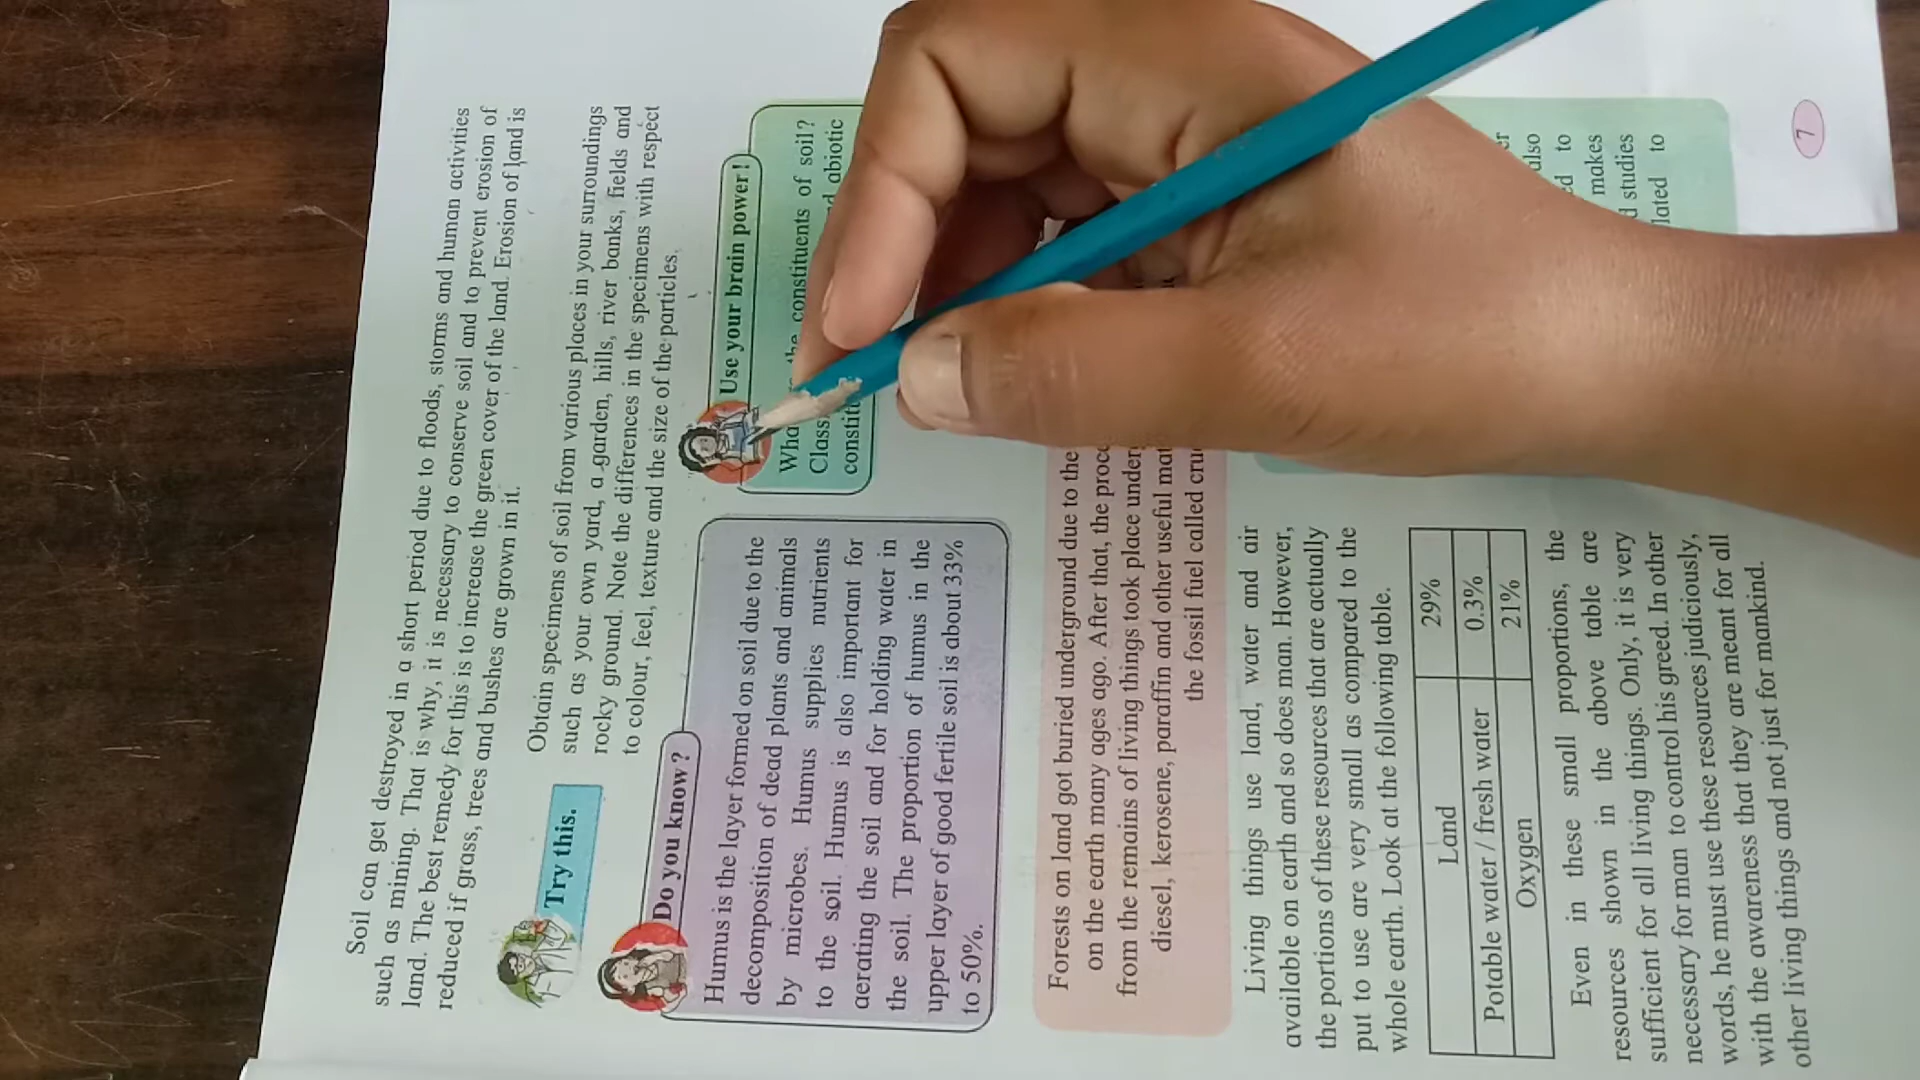 Soil can get destroyed in a short period due to floods, storms and human activities
such as mining. That is why, it is necessary to conserve soil and to prevent erosion of
land. The best remedy for this is to increase the green cover of the land. Erosion of land is
reduced if grass, trees and bushes are grown in it.
Try this.
Obtain specimens of soil from various places in your surroundings
such as your own yard, a garden, hills, river banks, fields and
rocky ground. Note the differences in the specimens with respect
to colour, feel, texture and the size of the particles.
Do you know?
Humus is the layer formed on soil due to the
decomposition of dead plants and animals
by microbes. Humus supplies nutrients
to the soil. Humus is also important for
aerating the soil and for holding water in
the soil. The proportion of humus in the
upper layer of good fertile soil is about 33%
to 50%.
Use your brain power!
the constituents of soil?
abiotic
Forests on land got buried underground due to the
on the earth many ages ago. After that, the
from the remains of living things took place
diesel, kerosene, paraffin and other useful
the fossil fuel called
also
to
makes
studies
to
Living things use land, water and air
available on earth and so does man. However,
the portions of these resources that are actually
put to use are very small as compared to the
whole earth. Look at the following table.
Land 29%
Potable water / fresh water 0.3%
Oxygen 21%
Even in these small proportions, the
resources shown in the above table are
sufficient for all living things. Only, it is very
necessary for man to control his greed. In other
words, he must use these resources judiciously,
with the awareness that they are meant for all
other living things and not just for mankind.
7